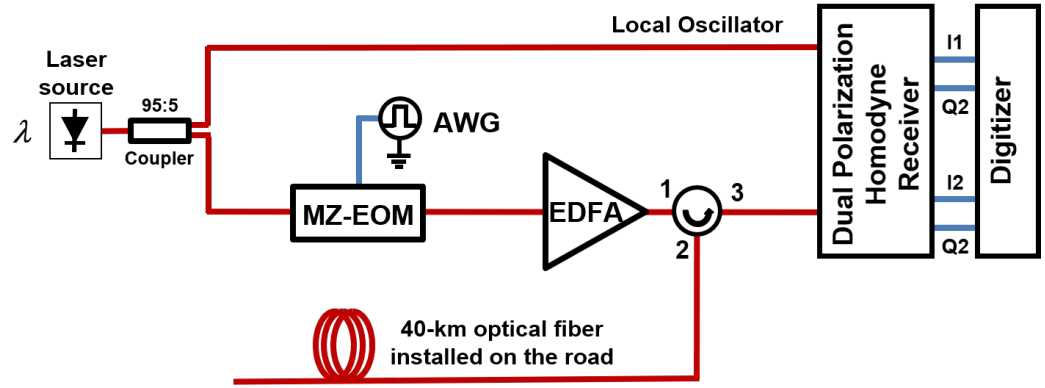 Local Oscillator
Laser
source
λ
95:5
Coupler
AWG
MZ-EOM
EDFA
1
2
3
40-km optical fiber
installed on the road
Dual Polarization
Homodyne
Receiver
I1
Q2
I2
Q2
Digitizer